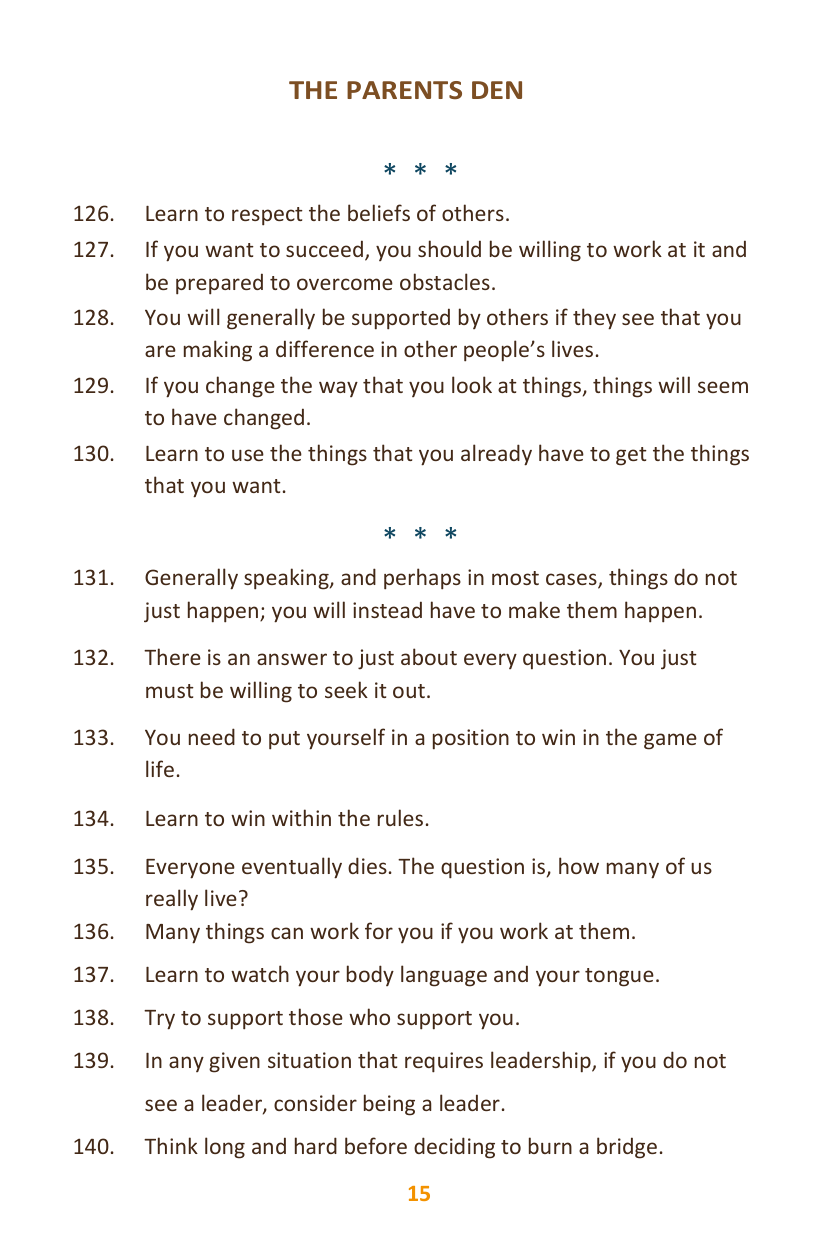 THE PARENTS DEN
* * *
126. Learn to respect the beliefs of others.
127. If you want to succeed, you should be willing to work at it and
be prepared to overcome obstacles.
128. You will generally be supported by others if they see that you
are making a difference in other people’s lives.
129. If you change the way that you look at things, things will seem
to have changed.
130. Learn to use the things that you already have to get the things
that you want.
* * *
131. Generally speaking, and perhaps in most cases, things do not
just happen; you will instead have to make them happen.
132. There is an answer to just about every question. You just
must be willing to seek it out.
133. You need to put yourself in a position to win in the game of
life.
134. Learn to win within the rules.
135. Everyone eventually dies. The question is, how many of us
really live?
136. Many things can work for you if you work at them.
137. Learn to watch your body language and your tongue.
138. Try to support those who support you.
139. In any given situation that requires leadership, if you do not
see a leader, consider being a leader.
140. Think long and hard before deciding to burn a bridge.
15